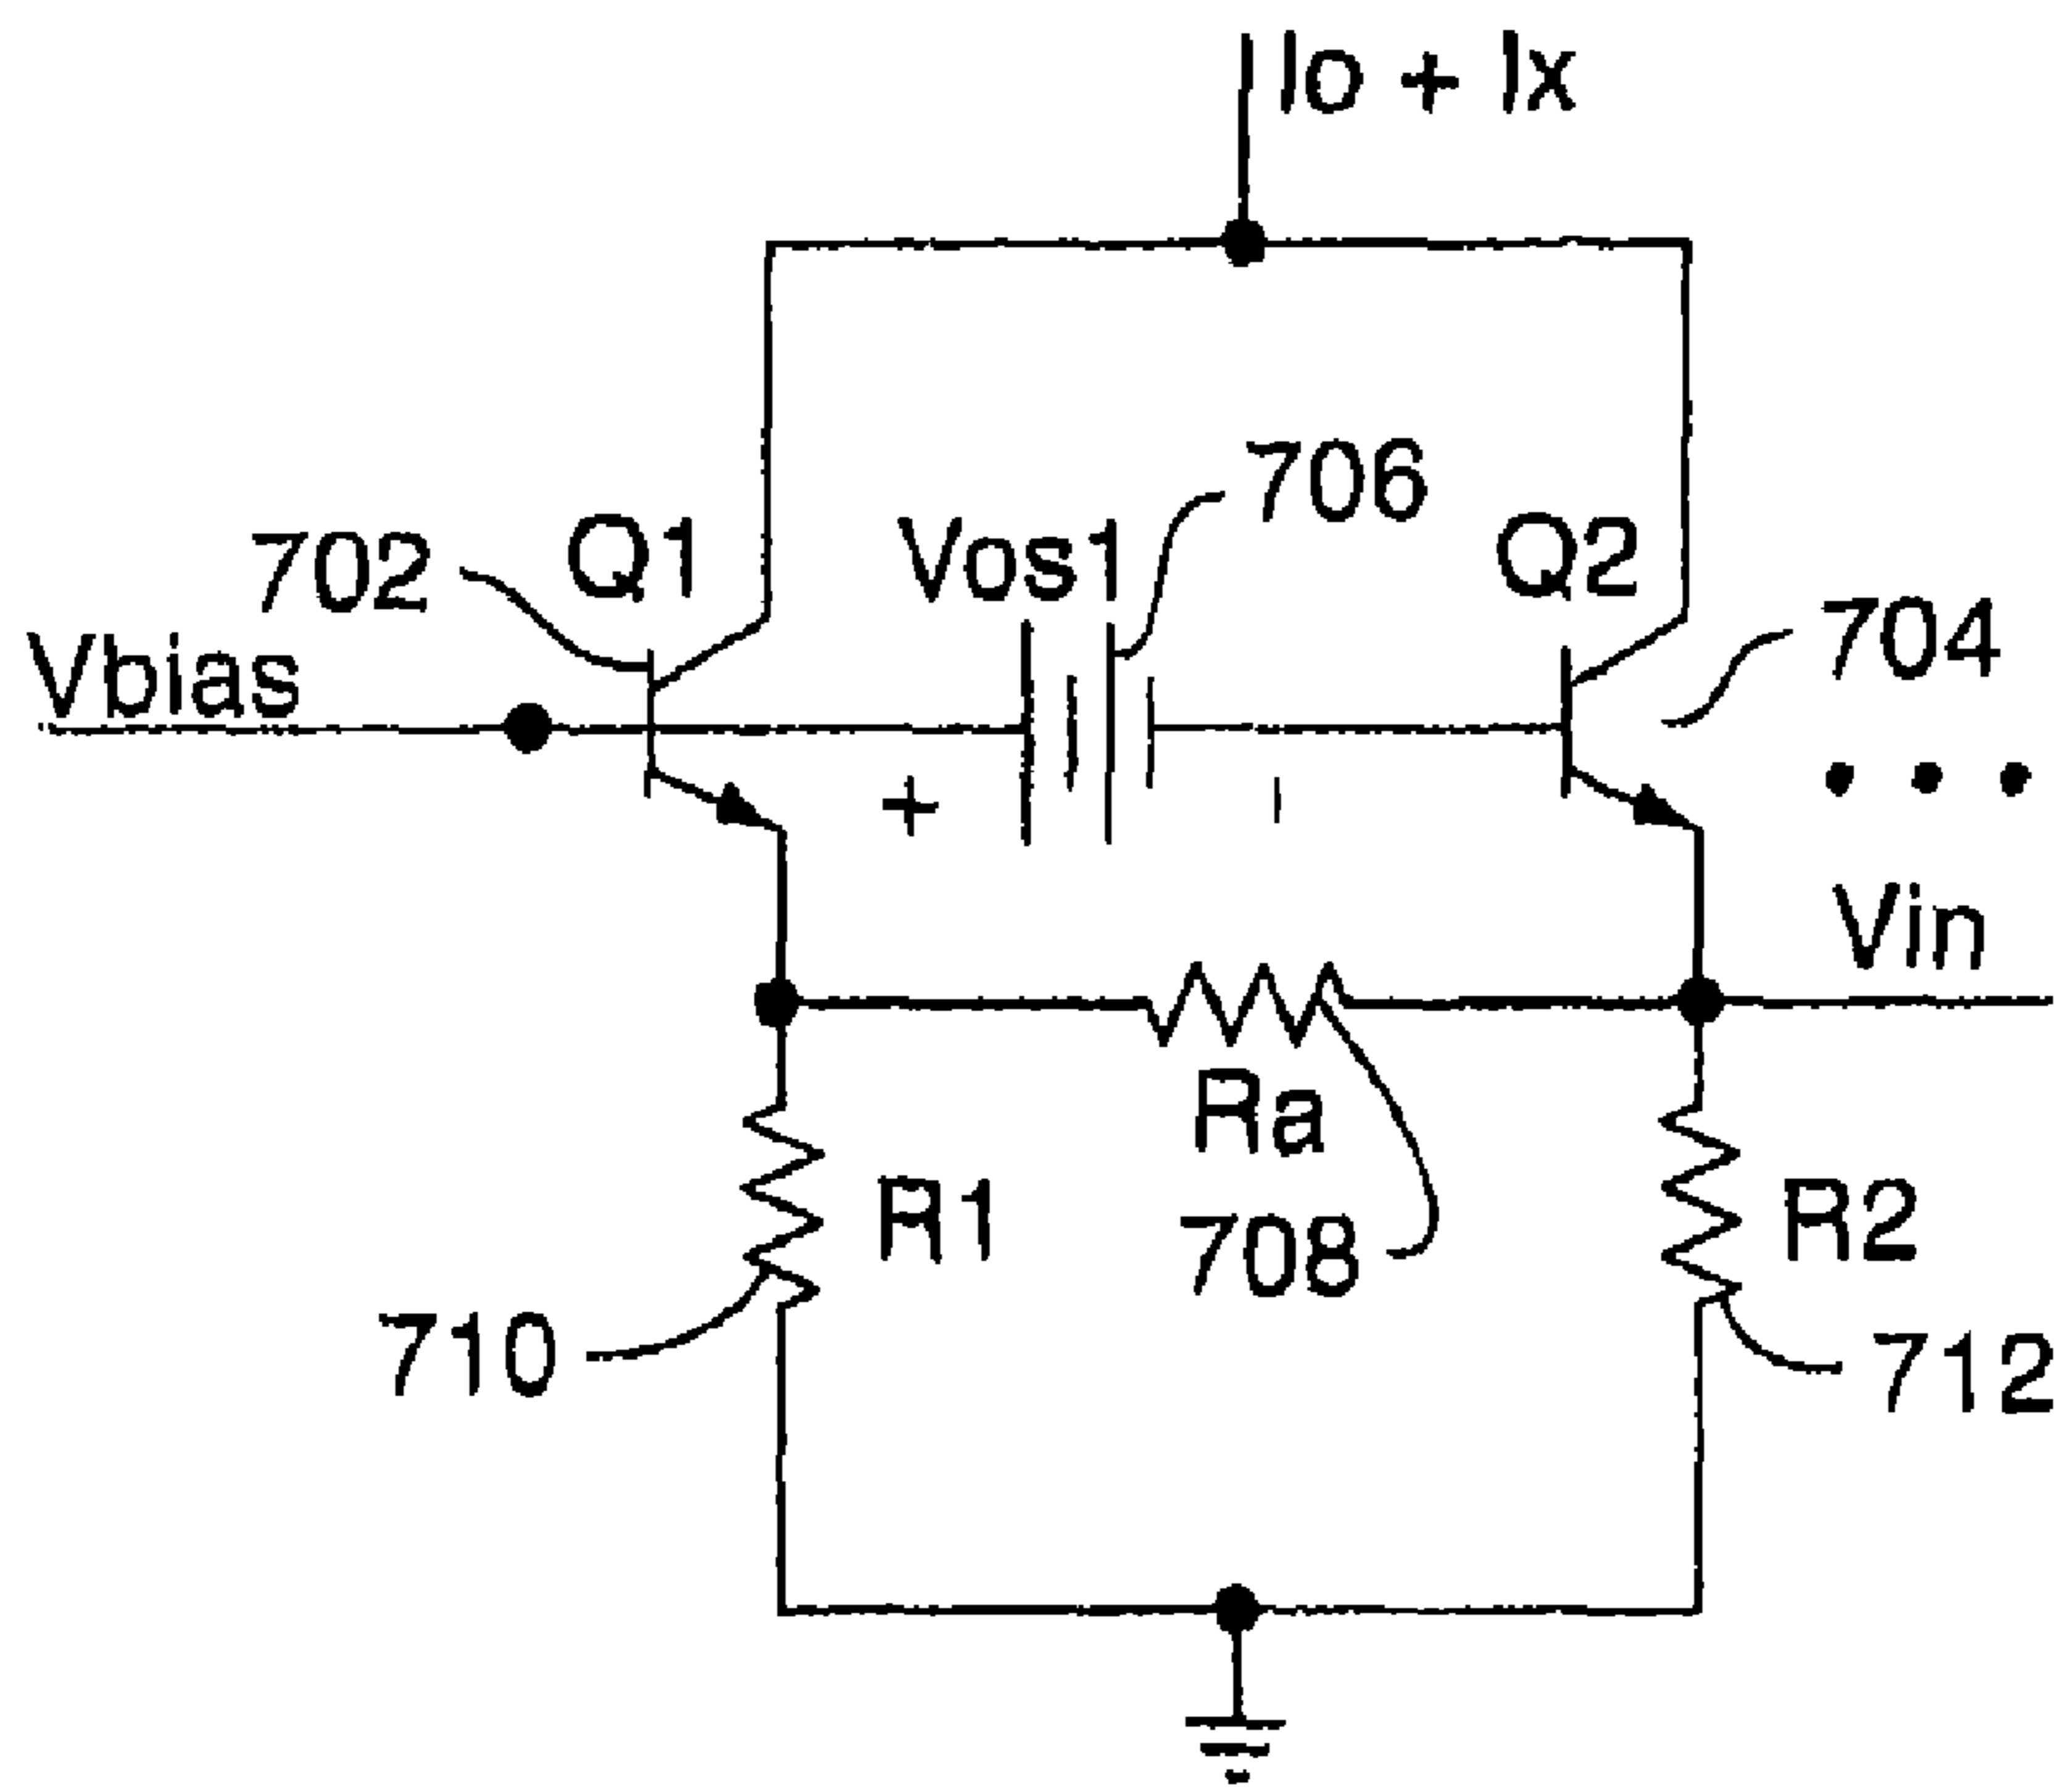 Io + Ix
706
702
Q1
Vos1
Q2
704
Vbias
+
-
Vin
Ra
R1
708
R2
710
712